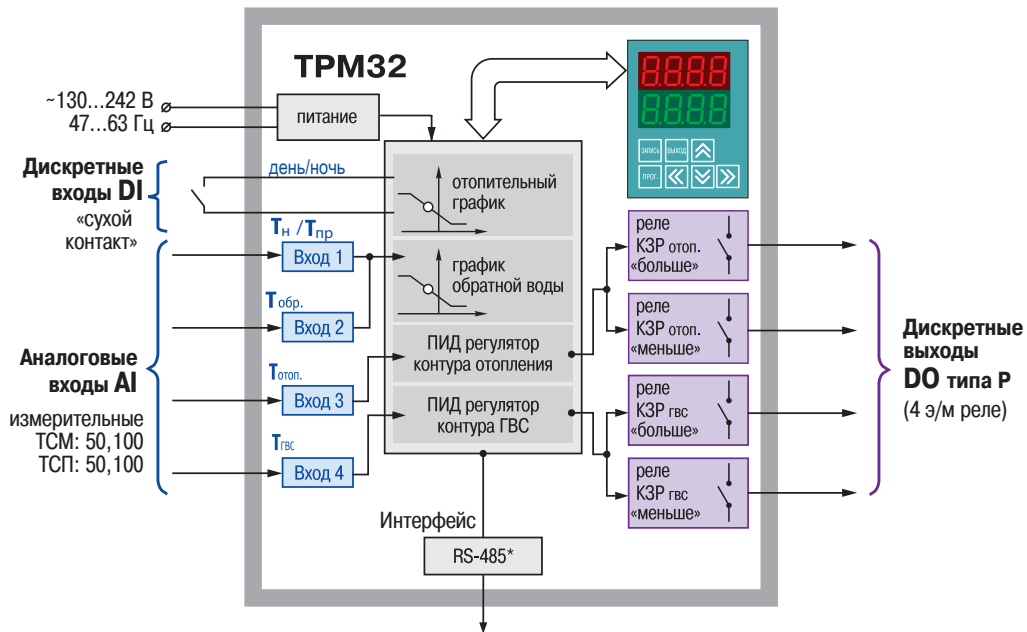 ТРМ32
~130...242 В
47...63 Гц
питание
8.8.8.8
8.8.8.8
ЗАПИСЬ
ВЫХОД
ПРОГ.
Дискретные
входы DI
«сухой
контакт»
день/ночь
отопительный
график
Тн / Тпр
Вход 1
график
обратной воды
Тобр.
Вход 2
Аналоговые
входы AI
измерительные
ТСМ: 50,100
ТСП: 50,100
Тотоп.
Вход 3
ПИД регулятор
контура отопления
ТГВС
Вход 4
ПИД регулятор
контура ГВС
реле
КЗР отоп.
«больше»
реле
КЗР отоп.
«меньше»
реле
КЗР гвс
«больше»
реле
КЗР гвс
«меньше»
Дискретные
выходы
DO типа Р
(4 э/м реле)
Интерфейс
RS-485*